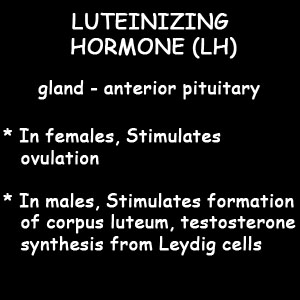 LUTEINIZING
HORMONE (LH)
gland - anterior pituitary
* In females, Stimulates
ovulation
* In males, Stimulates formation
of corpus luteum, testosterone
synthesis from Leydig cells